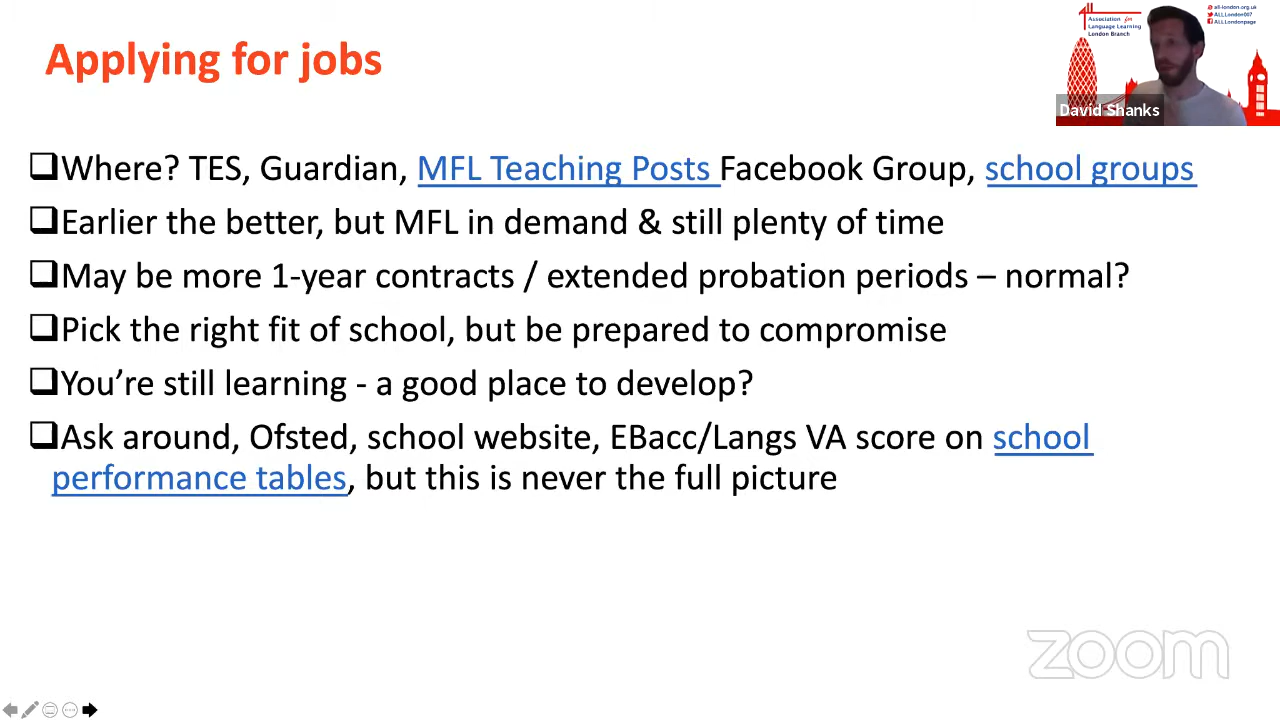 Applying for jobs
Association for
Language Learning
London Branch
all-london.org.uk
ALLLondon007
ALLLondonpage
David Shanks
❑Where? TES, Guardian, MFL Teaching Posts Facebook Group, school groups
❑Earlier the better, but MFL in demand & still plenty of time
❑May be more 1-year contracts / extended probation periods – normal?
❑Pick the right fit of school, but be prepared to compromise
❑You’re still learning - a good place to develop?
❑Ask around, Ofsted, school website, EBacc/Langs VA score on school
performance tables, but this is never the full picture
zoom